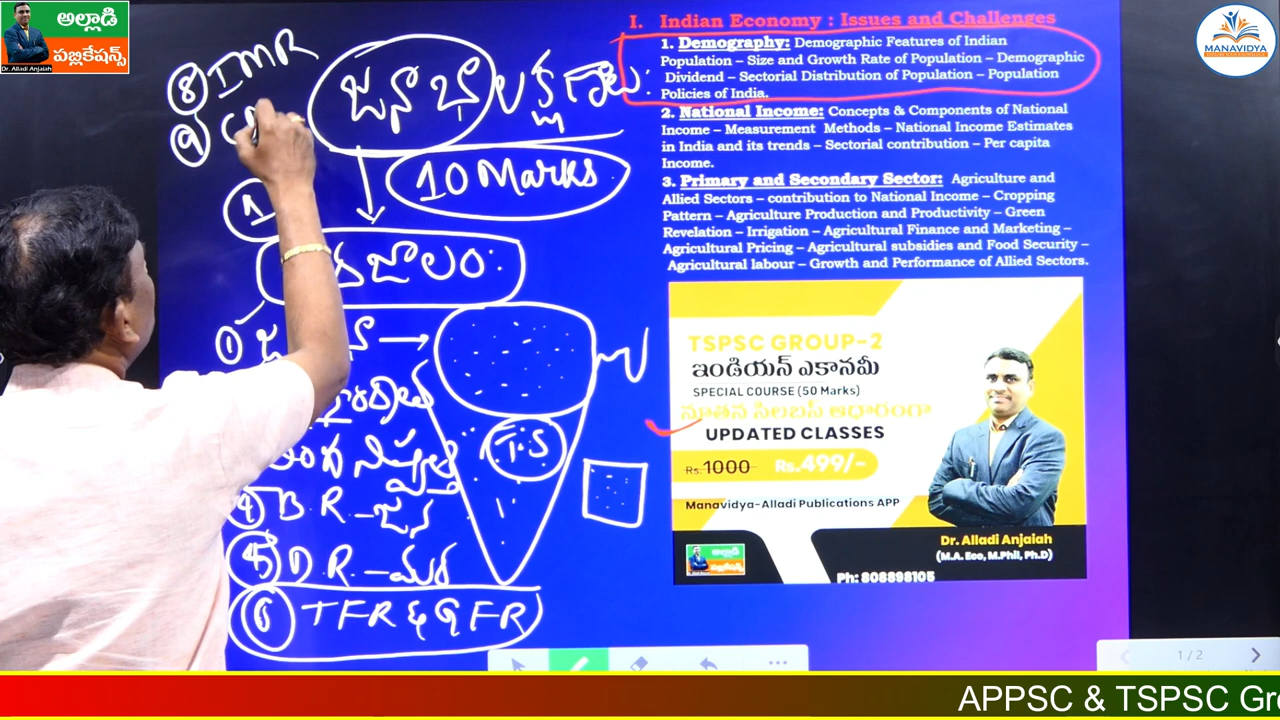 అల్లాడి
పబ్లికేషన్స్
Dr. Alladi Anjaiah
MANAVIDYA
I. Indian Economy : Issues and Challenges
1. Demography: Demographic Features of Indian
Population – Size and Growth Rate of Population – Demographic
Dividend – Sectorial Distribution of Population – Population
Policies of India.
2. National Income: Concepts & Components of National
Income – Measurement Methods – National Income Estimates
in India and its trends – Sectorial contribution – Per capita
Income.
3. Primary and Secondary Sector: Agriculture and
Allied Sectors – contribution to National Income – Cropping
Pattern – Agriculture Production and Productivity – Green
Revelation – Irrigation – Agricultural Finance and Marketing –
Agricultural Pricing – Agricultural subsidies and Food Security –
Agricultural labour – Growth and Performance of Allied Sectors.
⑧ IMR
జనాభా లక్షణాలు:
⑨
10 Marks
①
T.S
B.R. –
D.R. – మర
⑥ TFR & GFR
TSPSC GROUP-2
ఇండియన్ ఎకానమీ
SPECIAL COURSE (50 Marks)
నూతన సిలబస్ ఆధారంగా
UPDATED CLASSES
Rs.1000 Rs.499/-
Manavidya-Alladi Publications APP
Dr. Alladi Anjaiah
(M.A. Eco, M.Phil, Ph.D)
Ph: 808898105
1 / 2
APPSC & TSPSC Gr